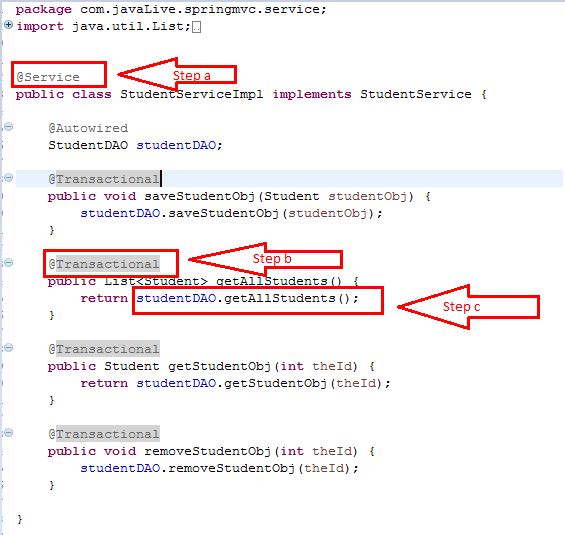 package com.javaLive.springmvc.service;
import java.util.List;
@Service Step a
public class StudentServiceImpl implements StudentService {
@Autowired
StudentDAO studentDAO;
@Transactional
public void saveStudentObj(Student studentObj) {
studentDAO.saveStudentObj(studentObj);
}
@Transactional Step b
public List<Student> getAllStudents() {
return studentDAO.getAllStudents(); Step c
}
@Transactional
public Student getStudentObj(int theId) {
return studentDAO.getStudentObj(theId);
}
@Transactional
public void removeStudentObj(int theId) {
studentDAO.removeStudentObj(theId);
}
}